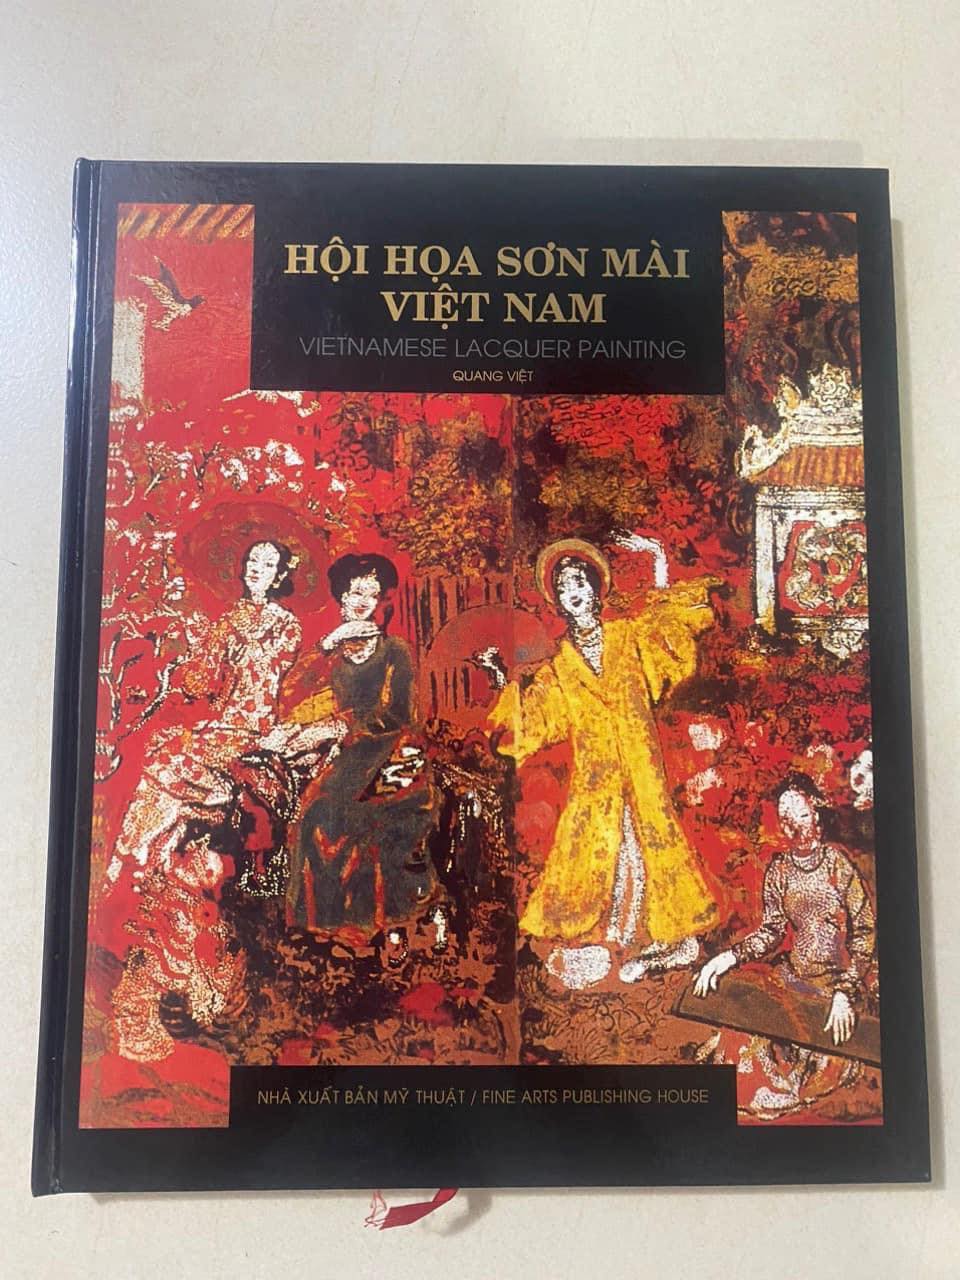 HỘI HỌA SƠN MÀI
VIỆT NAM
VIETNAMESE LACQUER PAINTING
QUANG VIỆT
NHÀ XUẤT BẢN MỸ THUẬT / FINE ARTS PUBLISHING HOUSE